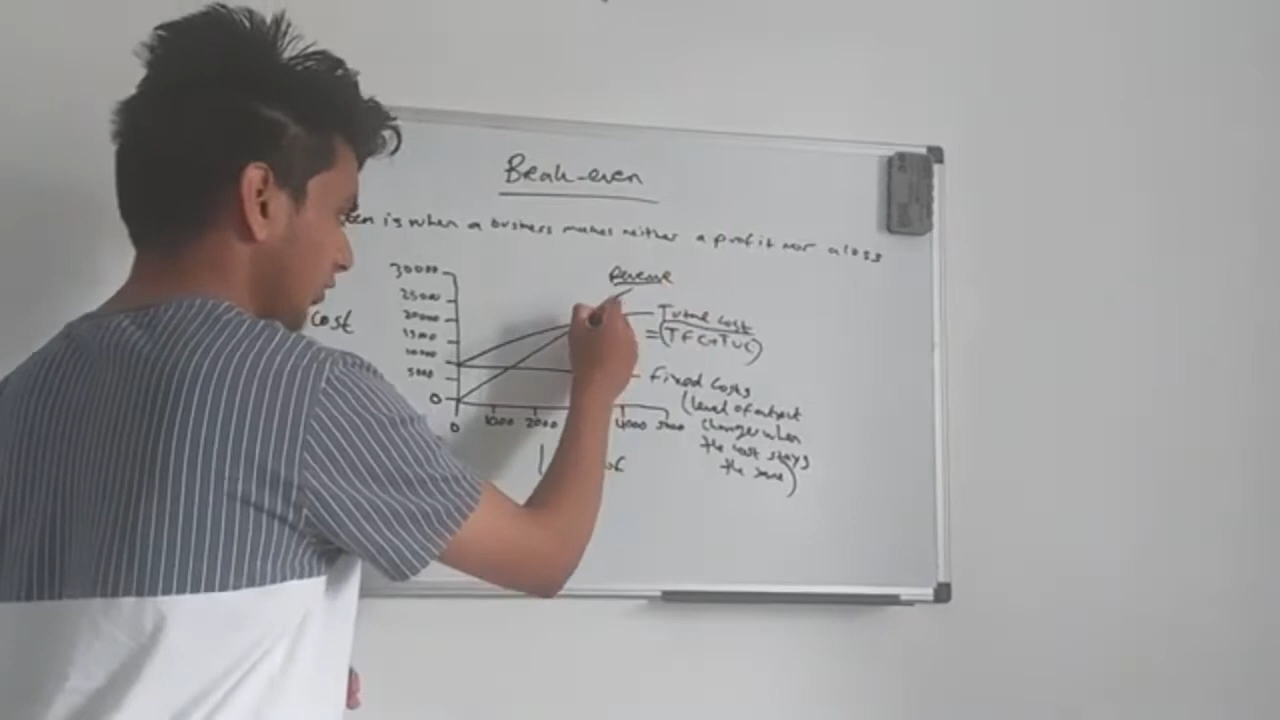 Break-even
is when a business makes neither a profit nor a loss
30000
Revenue
25000
20000
Total cost
cost
15000
= (TFC+TVC)
10000
5000
fixed costs
0
(level of output
0 1000 2000 4000 5000
changes when
the cost stays
of
the same)